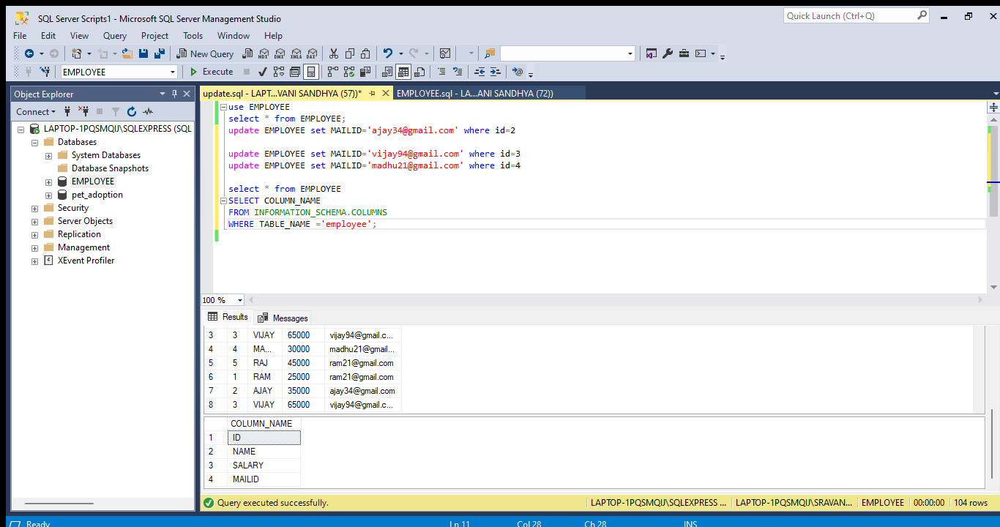 SQL Server Scripts1 - Microsoft SQL Server Management Studio
Quick Launch (Ctrl+Q)
File Edit View Query Project Tools Window Help
New Query MDX DMX XMLA DAX
EMPLOYEE Execute
Object Explorer
Connect
LAPTOP-1PQSMQIJ\SQLEXPRESS (SQL
Databases
System Databases
Database Snapshots
EMPLOYEE
pet_adoption
Security
Server Objects
Replication
Management
XEvent Profiler
update.sql - LAPT...VANI SANDHYA (57))* EMPLOYEE.sql - LA...ANI SANDHYA (72))
use EMPLOYEE
select * from EMPLOYEE;
update EMPLOYEE set MAILID='ajay34@gmail.com' where id=2
update EMPLOYEE set MAILID='vijay94@gmail.com' where id=3
update EMPLOYEE set MAILID='madhu21@gmail.com' where id=4
select * from EMPLOYEE
SELECT COLUMN_NAME
FROM INFORMATION_SCHEMA.COLUMNS
WHERE TABLE_NAME ='employee';
100 %
Results Messages
3 3 VIJAY 65000 vijay94@gmail.c...
4 4 MA... 30000 madhu21@gmail...
5 5 RAJ 45000 ram21@gmail.com
6 1 RAM 25000 ram21@gmail.com
7 2 AJAY 35000 ajay34@gmail.com
8 3 VIJAY 65000 vijay94@gmail.c...
COLUMN_NAME
1 ID
2 NAME
3 SALARY
4 MAILID
Query executed successfully. LAPTOP-1PQSMQIJ\SQLEXPRESS ... LAPTOP-1PQSMQIJ\SRAVAN... EMPLOYEE 00:00:00 104 rows
Ready Ln 11 Col 28 Ch 28 INS